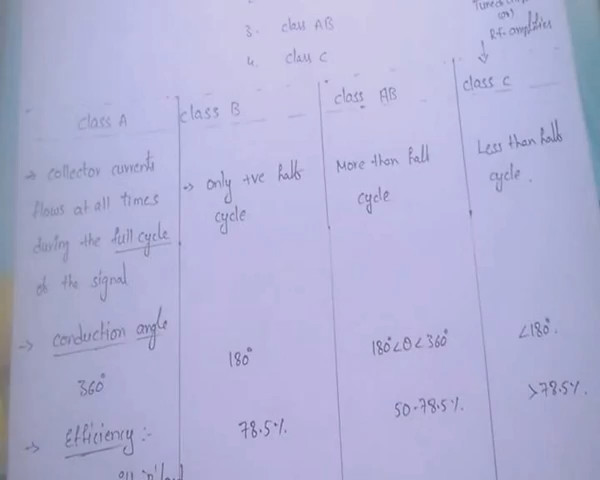 3. class AB
Tuned
(or)
4. class C
Rf-amplifies
class A
class B
class AB
class C
→ collector currents
flows at all times
during the full cycle
of the signal
→ only +ve half
cycle
More than half
cycle
Less than half
cycle.
→ conduction angle
360°
180°
180°<θ<360°
<180°.
→ Efficiency :-
78.5%.
50-78.5%.
>78.5%.